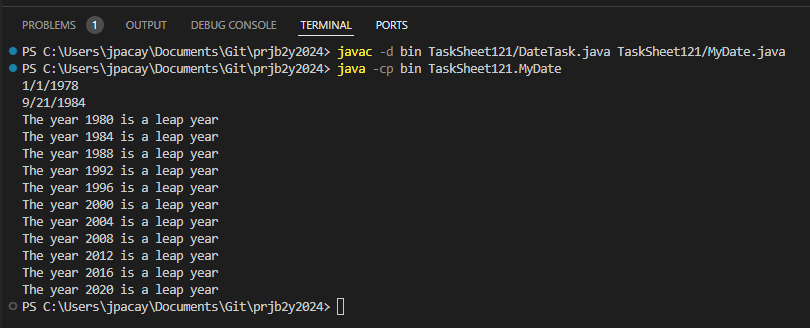 PROBLEMS 1 OUTPUT DEBUG CONSOLE TERMINAL PORTS
PS C:\Users\jpacay\Documents\Git\prjb2y2024> javac -d bin TaskSheet121/DateTask.java TaskSheet121/MyDate.java
PS C:\Users\jpacay\Documents\Git\prjb2y2024> java -cp bin TaskSheet121.MyDate
1/1/1978
9/21/1984
The year 1980 is a leap year
The year 1984 is a leap year
The year 1988 is a leap year
The year 1992 is a leap year
The year 1996 is a leap year
The year 2000 is a leap year
The year 2004 is a leap year
The year 2008 is a leap year
The year 2012 is a leap year
The year 2016 is a leap year
The year 2020 is a leap year
PS C:\Users\jpacay\Documents\Git\prjb2y2024>